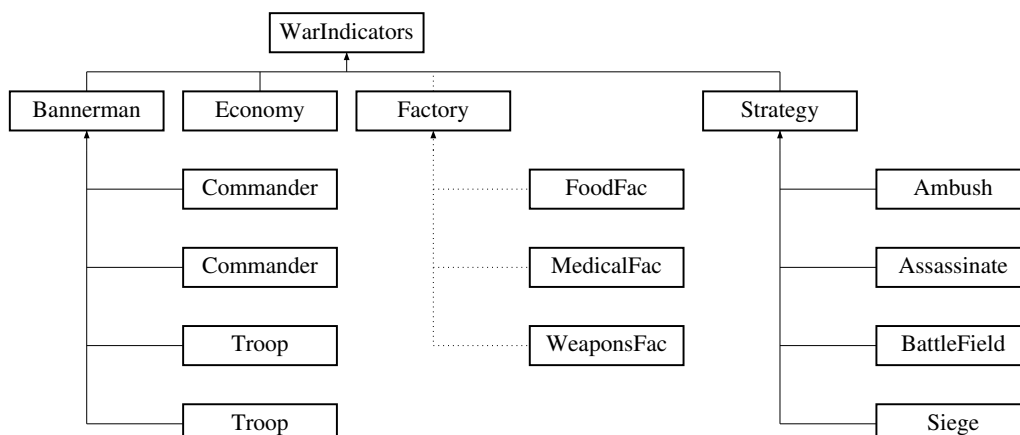 WarIndicators
Bannerman
Economy
Factory
Strategy
Commander
FoodFac
Ambush
Commander
MedicalFac
Assassinate
Troop
WeaponsFac
BattleField
Troop
Siege